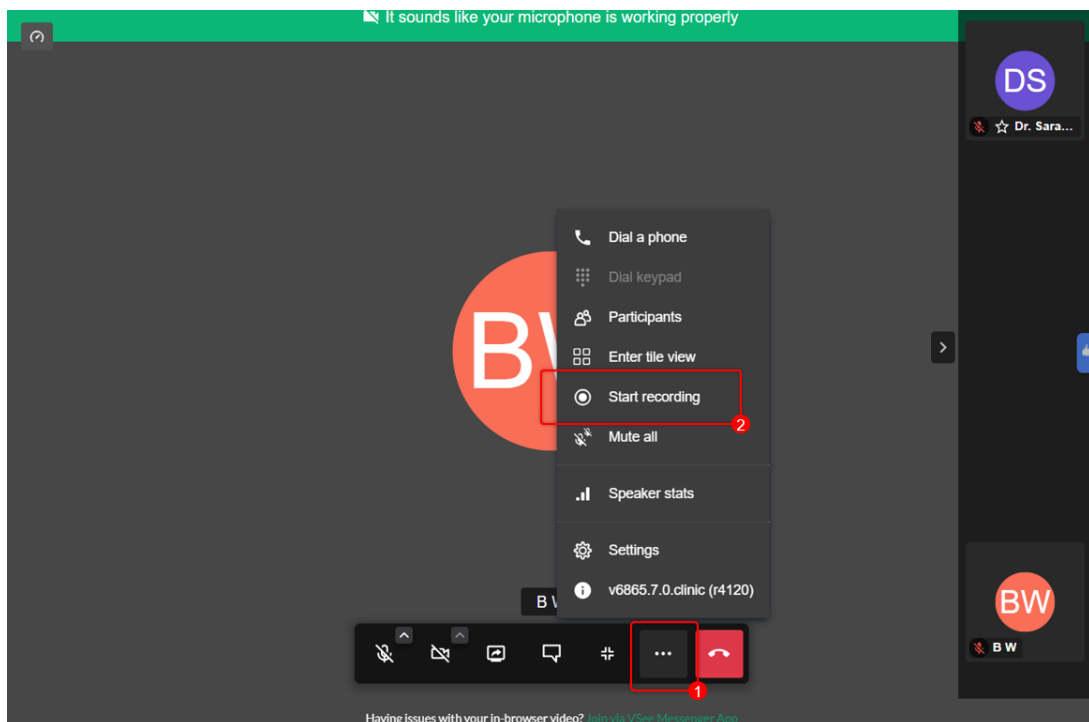 It sounds like your microphone is working properly
DS
Dr. Sara...
Dial a phone
Dial keypad
Participants
Enter tile view
Start recording
2
Mute all
Speaker stats
Settings
v6865.7.0.clinic (r4120)
BW
B
BW
B W
1
Having issues with your in-browser video? Join via VSee Messenger App